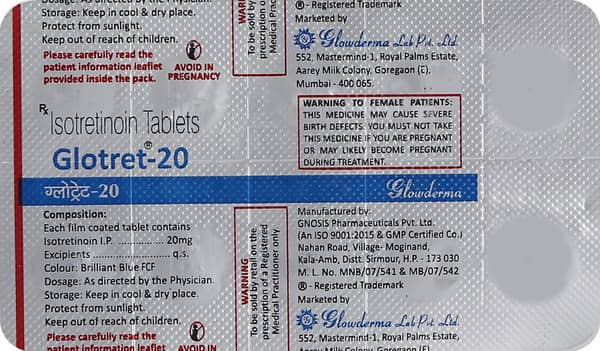 Dosage: As directed by the Physician.
Storage: Keep in cool & dry place.
Protect from sunlight.
Keep out of reach of children.
Please carefully read the
patient information leaflet
provided inside the pack.
AVOID IN
PREGNANCY
WARNING
To be sold by
prescription of
Medical Prac
® - Registered Trademark
Marketed by
Glowderma Lab Pvt. Ltd.
552, Mastermind-1, Royal Palms Estate,
Aarey Milk Colony, Goregaon (E),
Mumbai - 400 065.
Rx
Isotretinoin Tablets
Glotret®-20
WARNING TO FEMALE PATIENTS:
THIS MEDICINE MAY CAUSE SEVERE
BIRTH DEFECTS. YOU MUST NOT TAKE
THIS MEDICINE IF YOU ARE PREGNANT
OR MAY LIKELY BECOME PREGNANT
DURING TREATMENT.
ग्लोट्रेट-20
Glowderma
Composition:
Each film coated tablet contains
Isotretinoin I.P. ................ 20mg
Excipients ........................ q.s.
Colour: Brilliant Blue FCF
Dosage: As directed by the Physician.
Storage: Keep in cool & dry place.
Protect from sunlight.
Keep out of reach of children.
Please carefully read the
patient information leaflet
AVOID IN
WARNING
To be sold by retail on the
prescription of a Registered
Medical Practitioner only
Manufactured by:
GNOSIS Pharmaceuticals Pvt. Ltd.
(An ISO 9001:2015 & GMP Certified Co.)
Nahan Road, Village- Moginand,
Kala-Amb, Distt. Sirmour, H.P. - 173 030
M. L. No. MNB/07/541 & MB/07/542
® - Registered Trademark
Marketed by
Glowderma Lab Pvt. Ltd.
552, Mastermind-1, Royal Palms Estate,
Aarey Milk Colony, Goregaon (E),